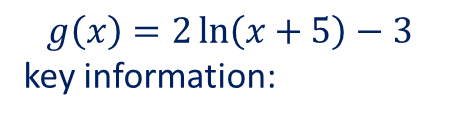 g(x) = 2 ln(x + 5) − 3
key information: